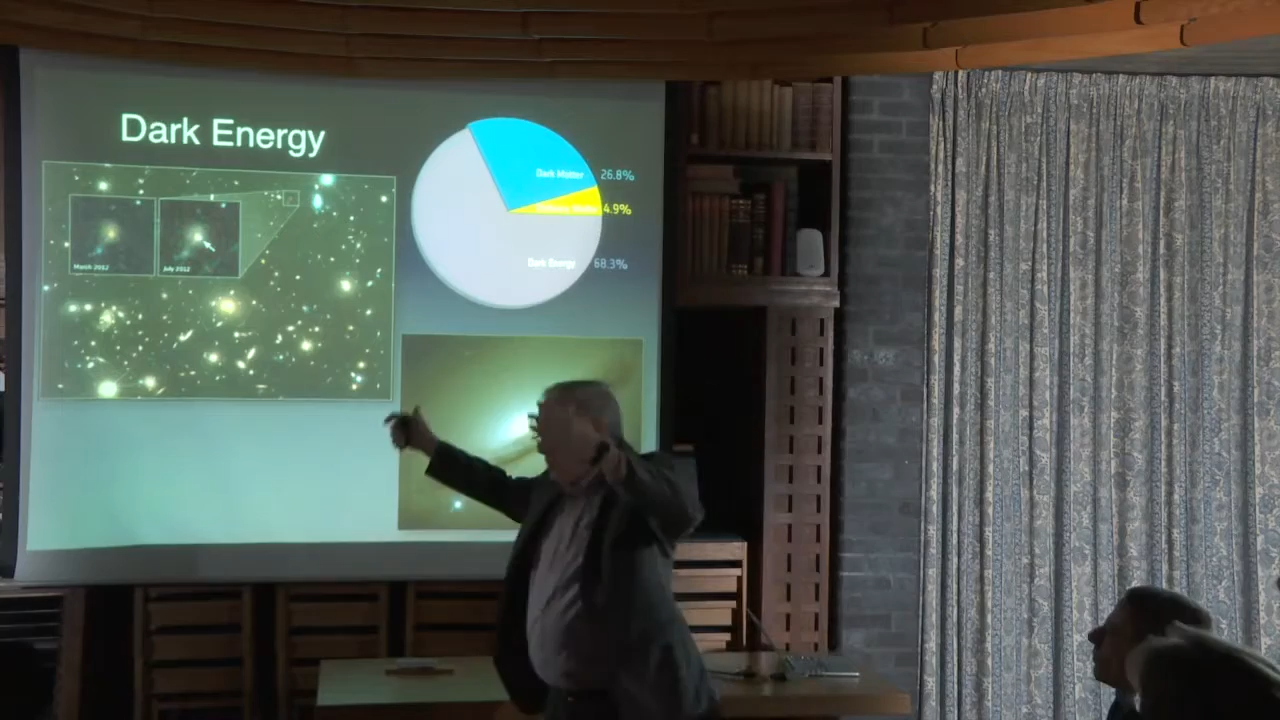 Dark Energy
March 2012
July 2012
Dark Matter 26.8%
4.9%
Dark Energy 68.3%